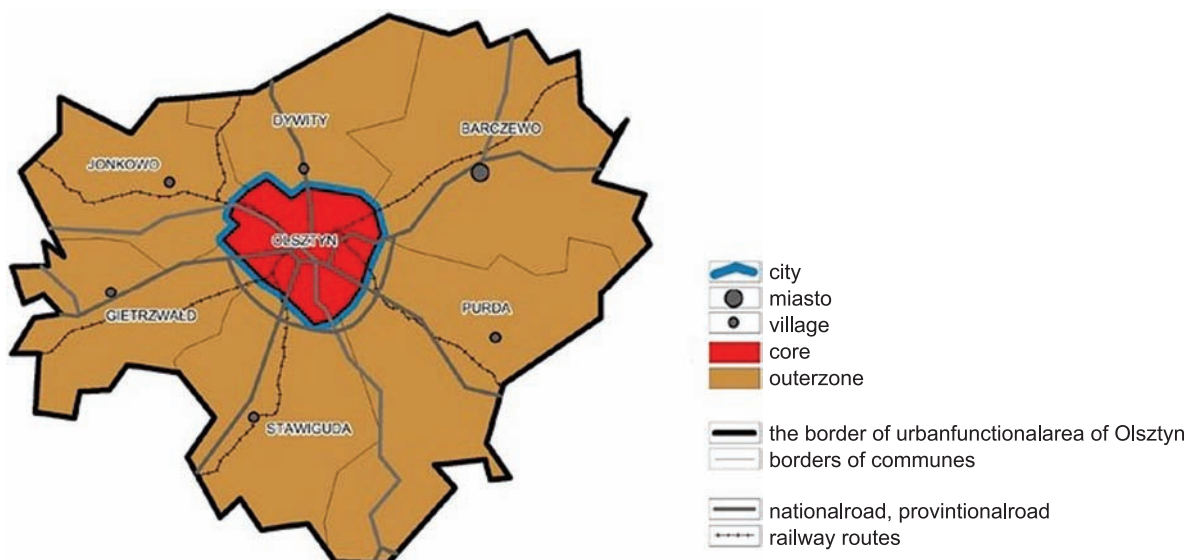 DYWITY
BARCZEWO
JONKOWO
OLSZTYN
GIETRZWAŁD
PURDA
STAWIGUDA
city
miasto
village
core
outerzone
the border of urbanfunctionalarea of Olsztyn
borders of communes
nationalroad, provintionalroad
railway routes